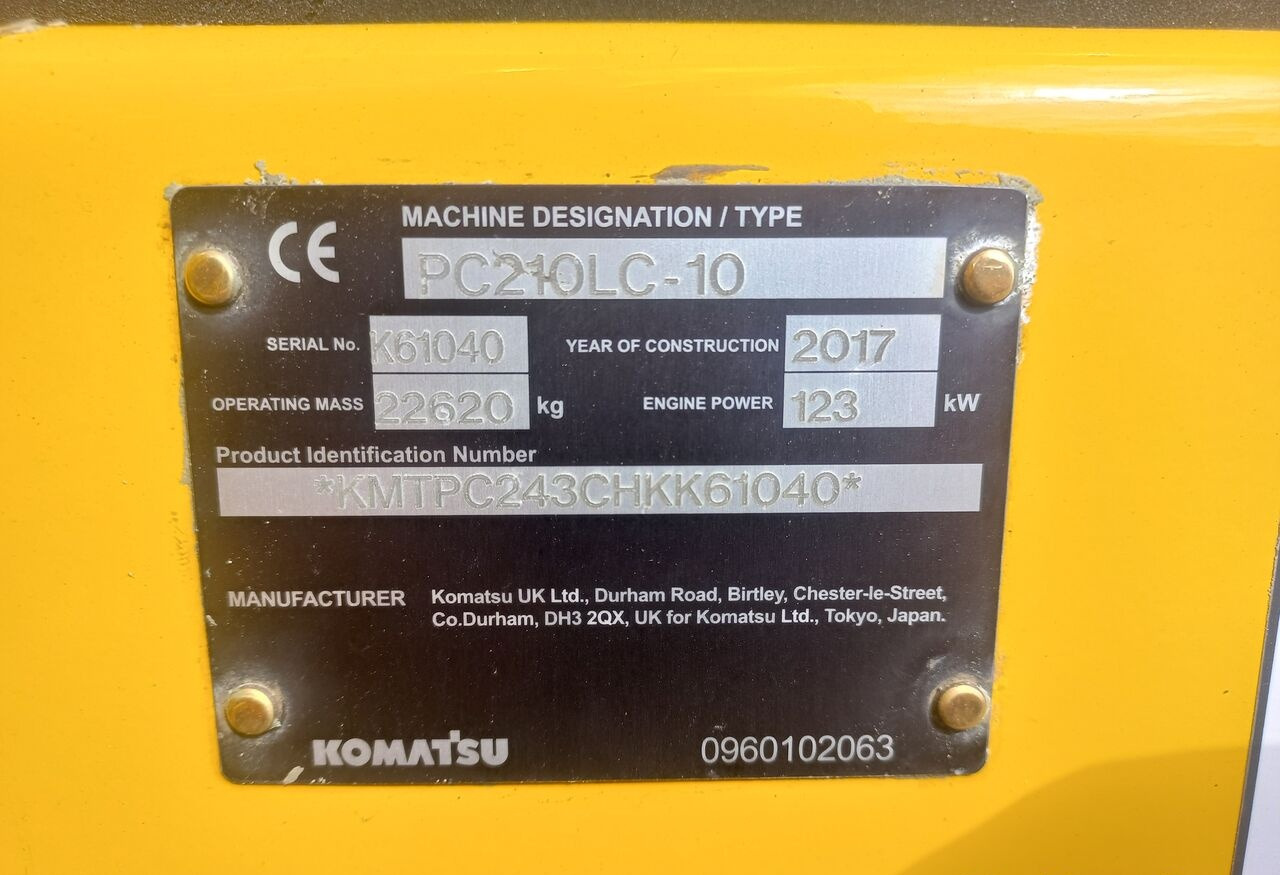 CE
MACHINE DESIGNATION / TYPE
PC210LC-10
SERIAL No. K61040 YEAR OF CONSTRUCTION 2017
OPERATING MASS 22620 kg ENGINE POWER 123 kW
Product Identification Number
*KMTPC243CHKK61040*
MANUFACTURER Komatsu UK Ltd., Durham Road, Birtley, Chester-le-Street,
Co.Durham, DH3 2QX, UK for Komatsu Ltd., Tokyo, Japan.
KOMATSU 0960102063